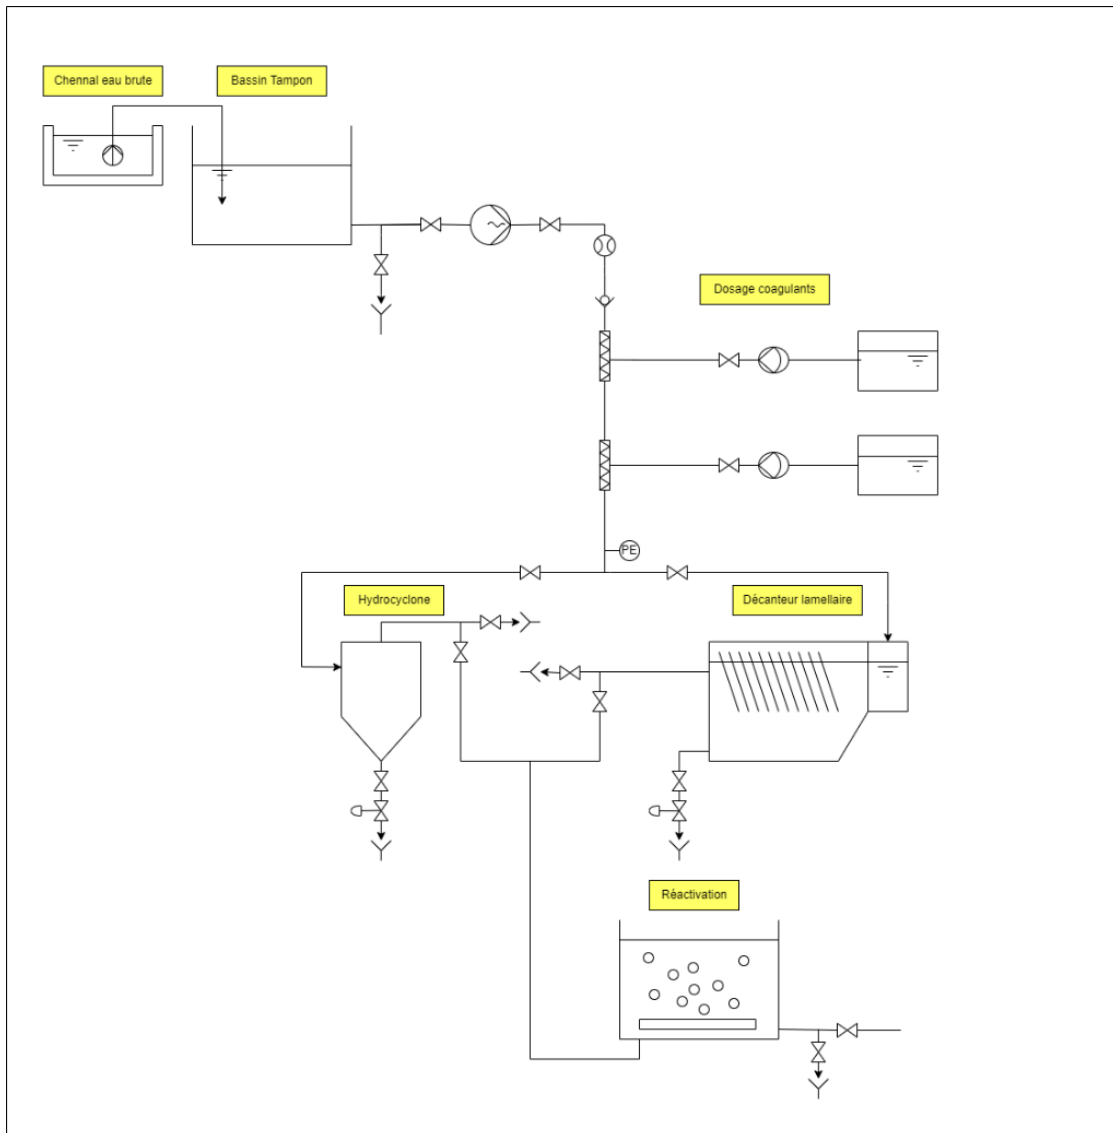 Chennal eau brute
Bassin Tampon
Dosage coagulants
PE
Hydrocyclone
Décanteur lamellaire
Réactivation